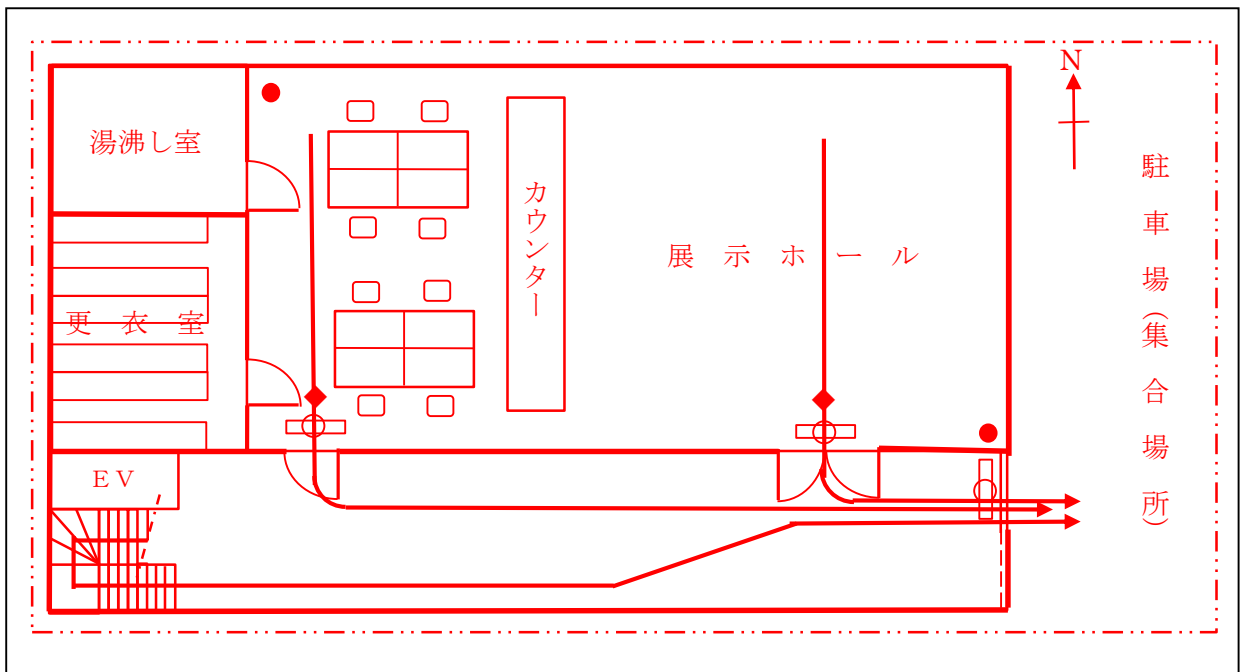 N
湯沸し室
カウンター
展示ホール
駐車場(集合場所)
更衣室
EV